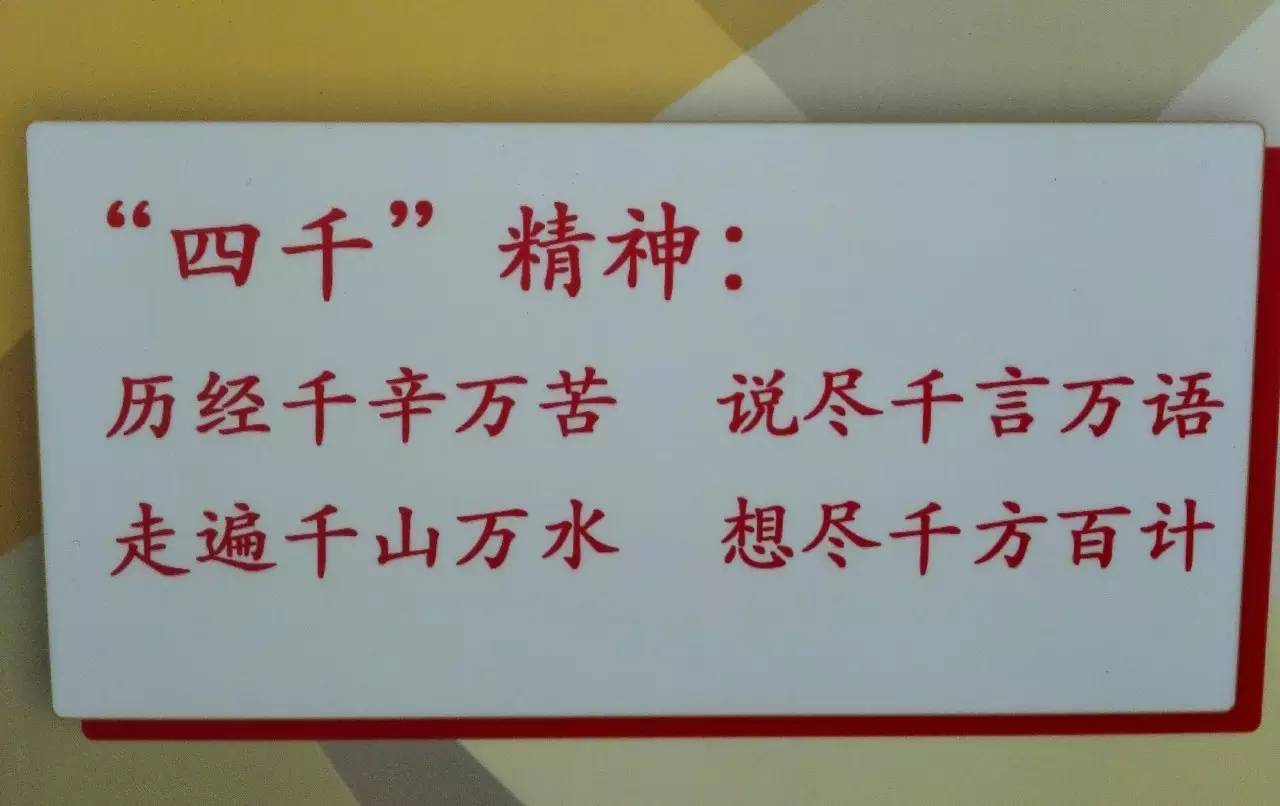 “四千”精神：
历经千辛万苦 说尽千言万语
走遍千山万水 想尽千方百计